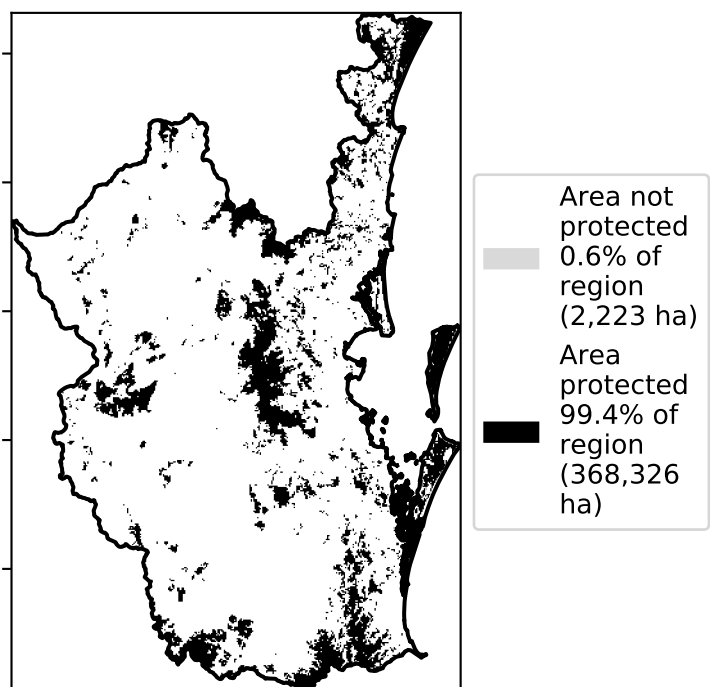 Area not
protected
0.6% of
region
(2,223 ha)
Area
protected
99.4% of
region
(368,326
ha)